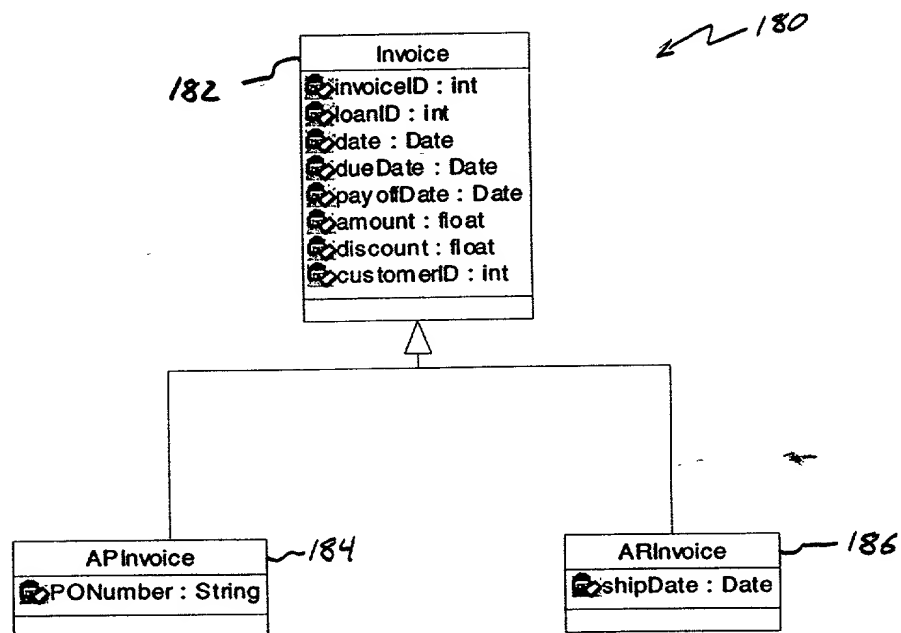 180
Invoice
182
invoiceID : int
loanID : int
date : Date
dueDate : Date
payoffDate : Date
amount : float
discount : float
customerID : int
APInvoice
184
PONumber : String
ARInvoice
186
shipDate : Date